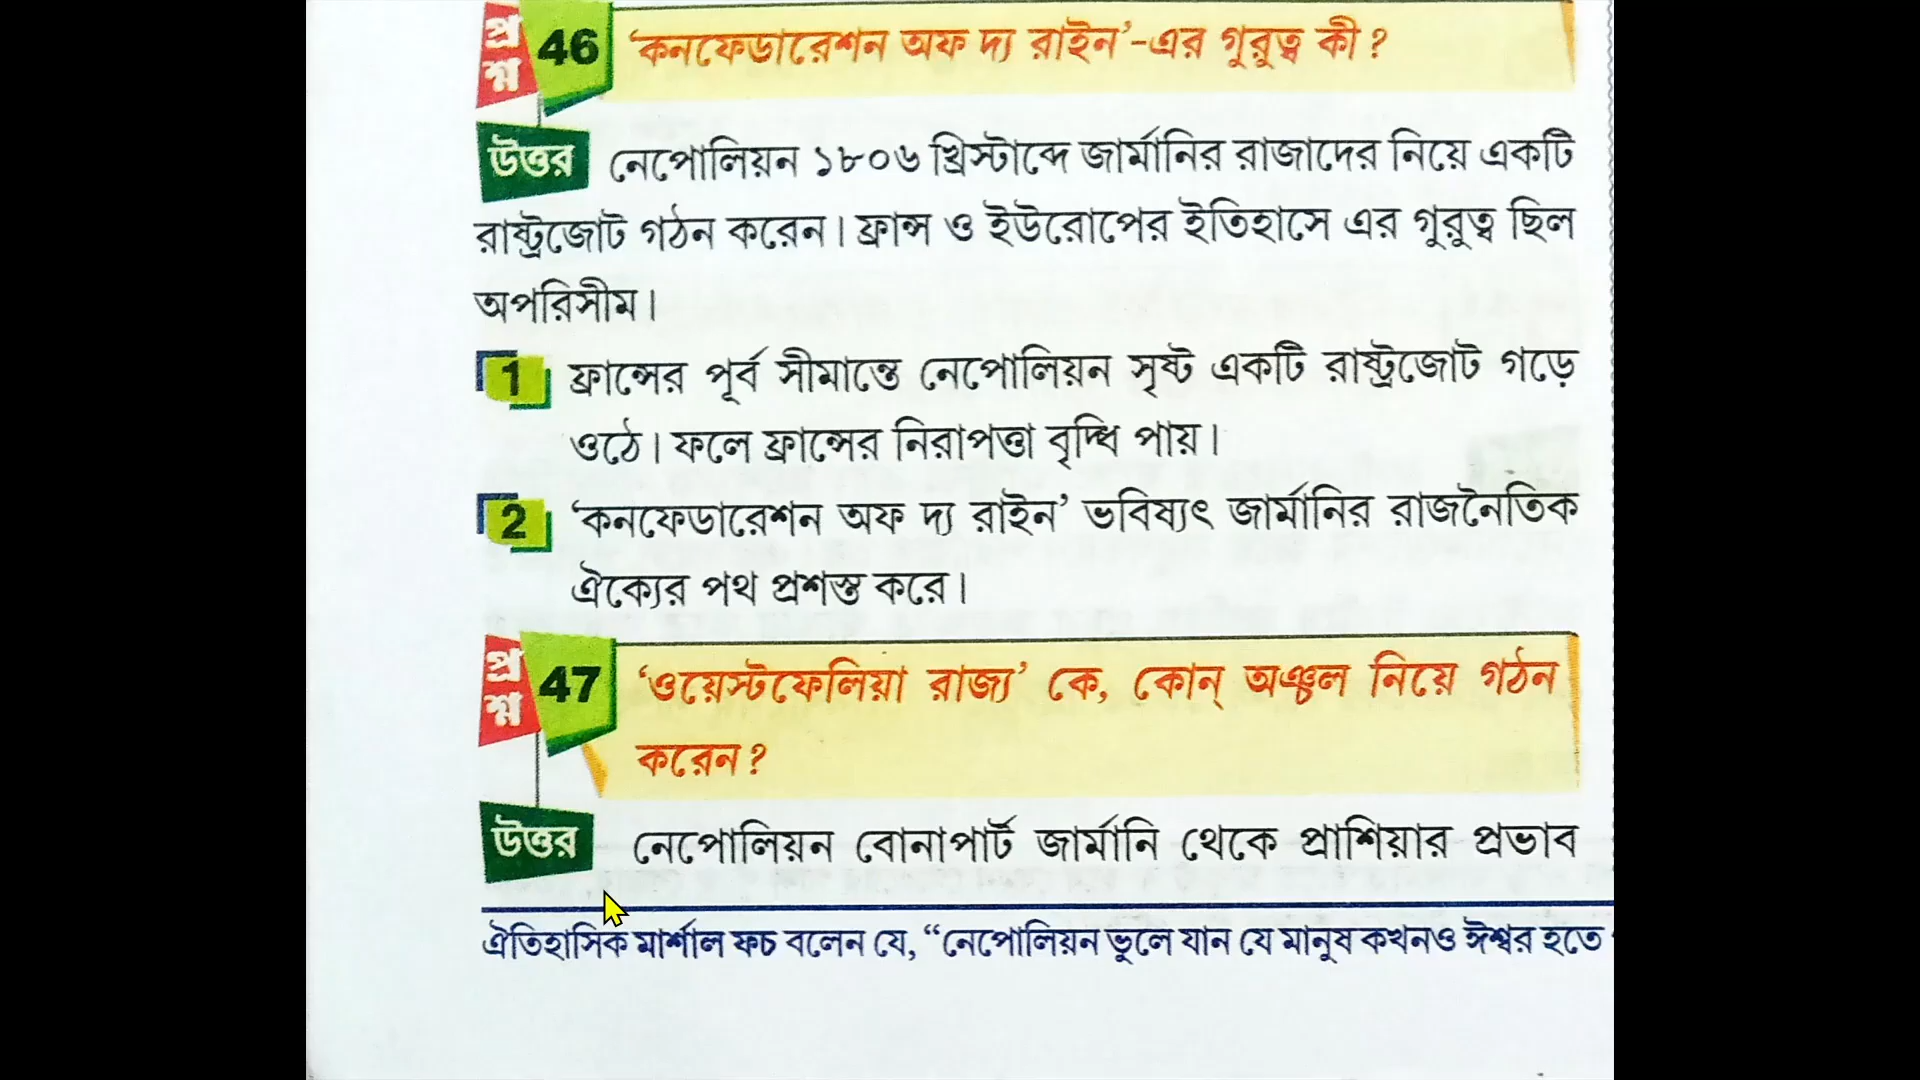 প্রশ্ন 46 ‘কনফেডারেশন অফ দ্য রাইন’-এর গুরুত্ব কী?
উত্তর নেপোলিয়ন ১৮০৬ খ্রিস্টাব্দে জার্মানির রাজাদের নিয়ে একটি
রাষ্ট্রজোট গঠন করেন। ফ্রান্স ও ইউরোপের ইতিহাসে এর গুরুত্ব ছিল
অপরিসীম।
1 ফ্রান্সের পূর্ব সীমান্তে নেপোলিয়ন সৃষ্ট একটি রাষ্ট্রজোট গড়ে
ওঠে। ফলে ফ্রান্সের নিরাপত্তা বৃদ্ধি পায়।
2 ‘কনফেডারেশন অফ দ্য রাইন’ ভবিষ্যৎ জার্মানির রাজনৈতিক
ঐক্যের পথ প্রশস্ত করে।
প্রশ্ন 47 ‘ওয়েস্টফেলিয়া রাজ্য’ কে, কোন্ অঞ্চল নিয়ে গঠন
করেন?
উত্তর নেপোলিয়ন বোনাপার্ট জার্মানি থেকে প্রাশিয়ার প্রভাব
ঐতিহাসিক মার্শাল ফচ বলেন যে, “নেপোলিয়ন ভুলে যান যে মানুষ কখনও ঈশ্বর হতে